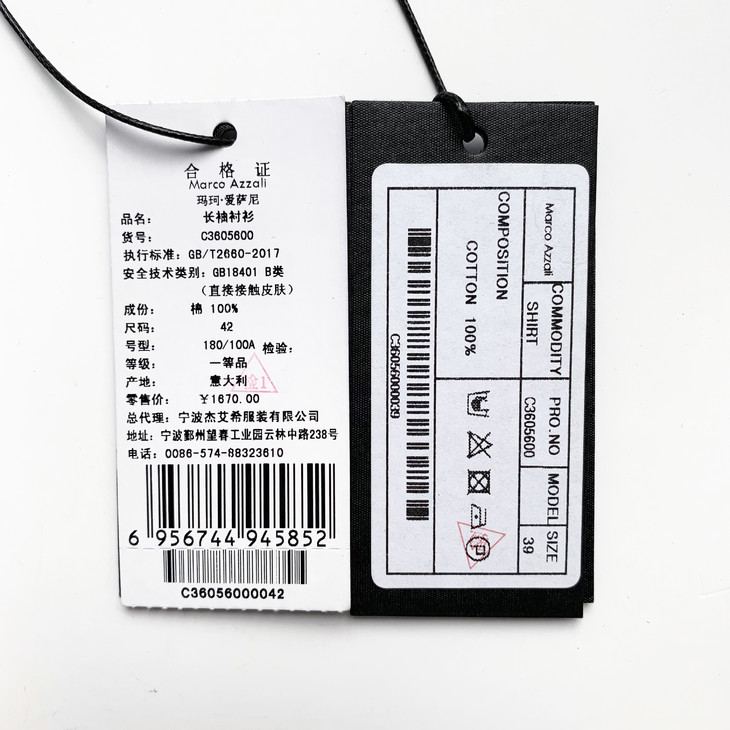 合 格 证
Marco Azzali
玛珂·爱萨尼
品名: 长袖衬衫
货号: C3605600
执行标准: GB/T2660-2017
安全技术类别: GB18401 B类
(直接接触皮肤)
成份: 棉 100%
尺码: 42
号型: 180/100A 检验:
等级: 一等品
产地: 意大利
零售价: ￥1670.00
总代理: 宁波杰艾希服装有限公司
地址: 宁波鄞州望春工业园云林中路238号
电话: 0086-574-88323610
6 956744 945852
C36056000042
Marco Azzali
COMMODITY
SHIRT
PRO.NO
C3605600
MODEL SIZE
39
COMPOSITION
COTTON 100%
P
C36056000039